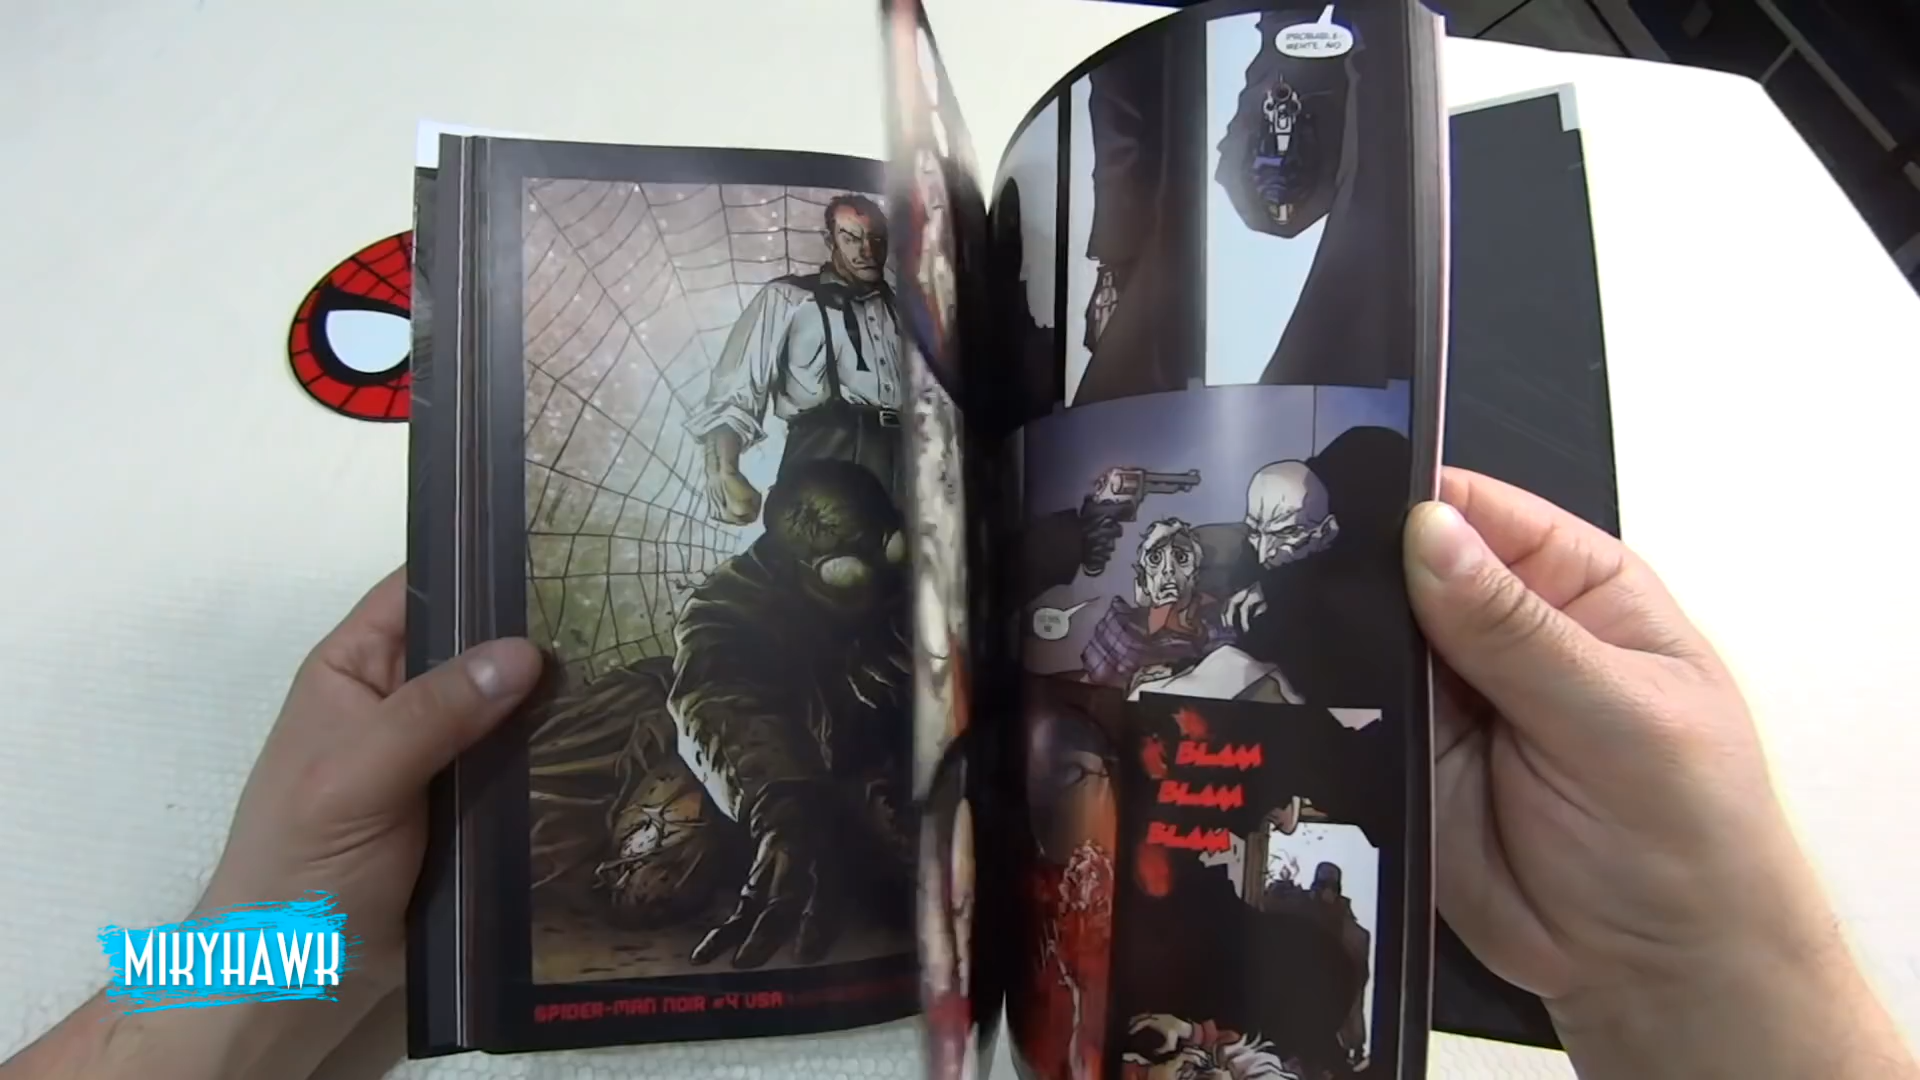 PROBABLE-
MENTE, NO
BLAM
BLAM
BLAM
SPIDER-MAN NOIR #4 USA
MIKYHAWK